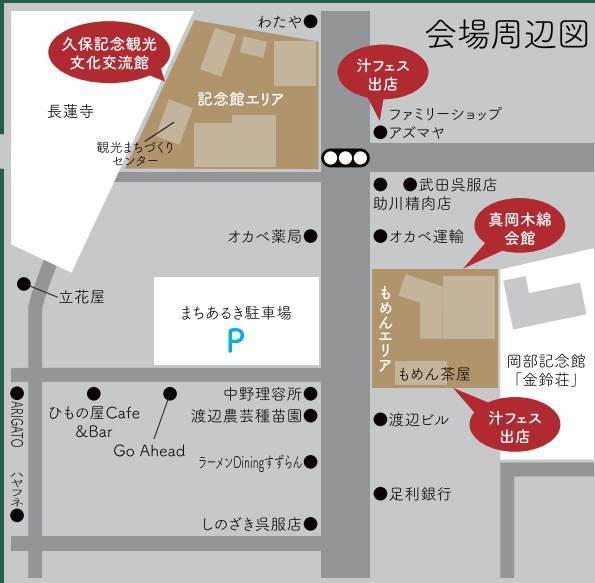 会場周辺図
わたや
久保記念観光
文化交流館
汁フェス
出店
長蓮寺
記念館エリア
ファミリーショップ
アズマヤ
観光まちづくり
センター
武田呉服店
助川精肉店
真岡木綿
会館
オカベ薬局
オカベ運輸
立花屋
まちあるき駐車場
P
もめんエリア
岡部記念館
「金鈴荘」
もめん茶屋
ARIGATO
ひもの屋Cafe
&Bar
Go Ahead
中野理容所
渡辺農芸種苗園
渡辺ビル
汁フェス
出店
ラーメンDiningすずらん
ハヤフネ
足利銀行
しのざき呉服店